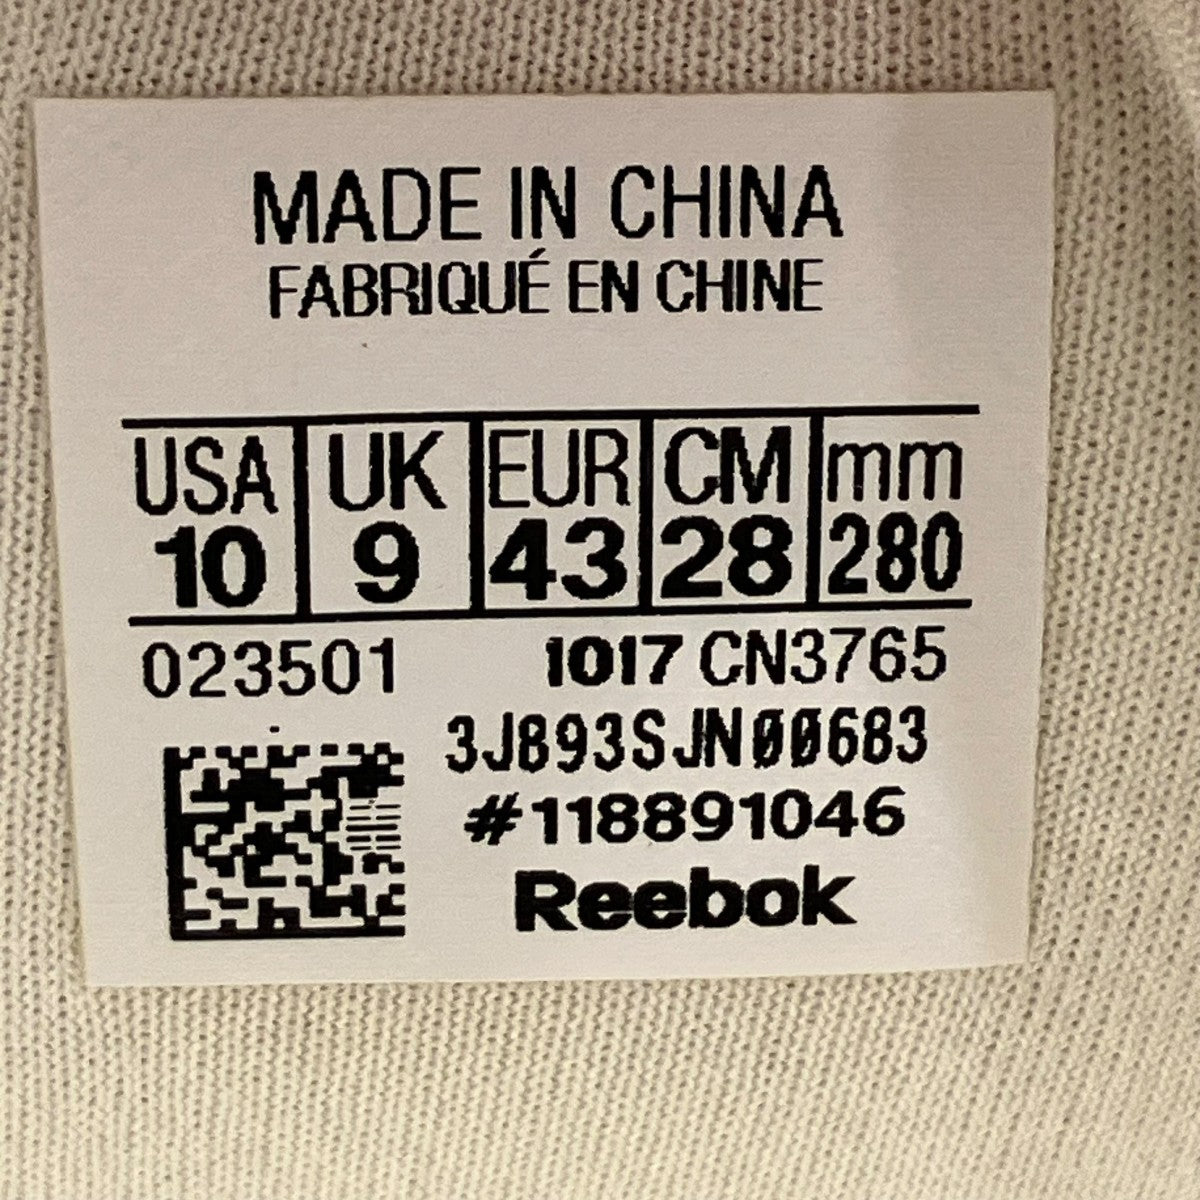 MADE IN CHINA
FABRIQUÉ EN CHINE
USA UK EUR CM mm
10 9 43 28 280
023501 1017 CN3765
3J893SJN00683
#118891046
Reebok